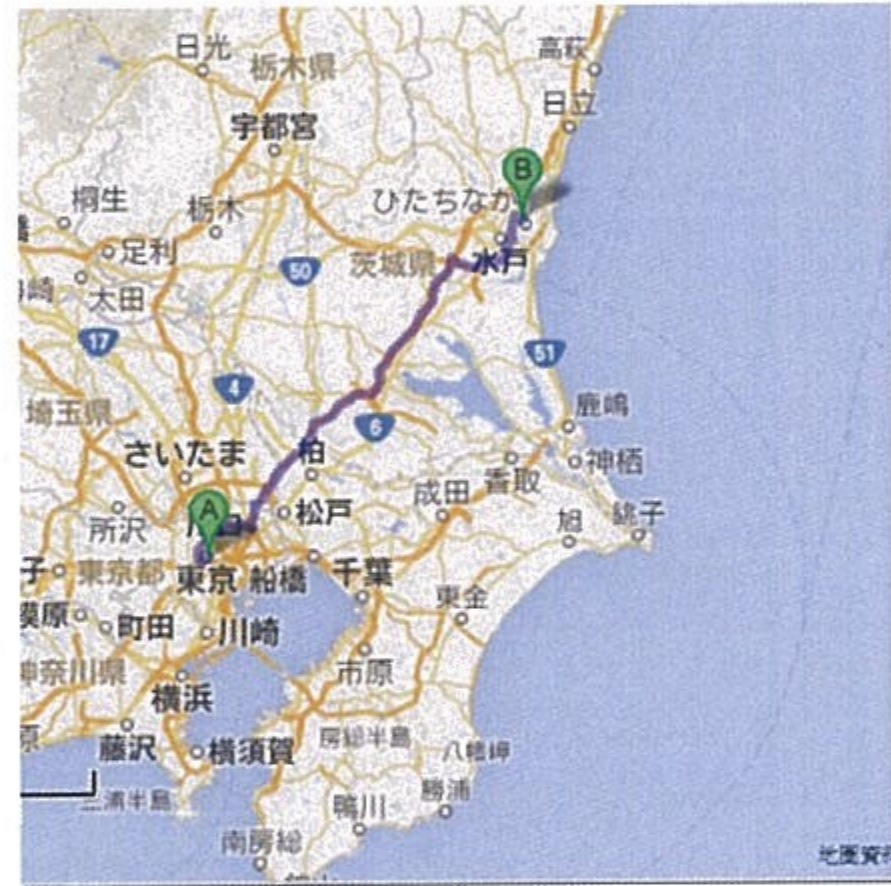 日光
栃木県
高萩
日立
宇都宮
B
ひたちなか
桐生
栃木
足利
50
茨城県
水戸
太田
17
51
4
埼玉県
6
鹿嶋
さいたま
柏
神栖
香取
成田
A
松戸
所沢
旭
銚子
東京都
東京
船橋
千葉
東金
町田
川崎
市原
神奈川県
横浜
藤沢
横須賀
房総半島
八幡岬
三浦半島
鴨川
勝浦
南房総